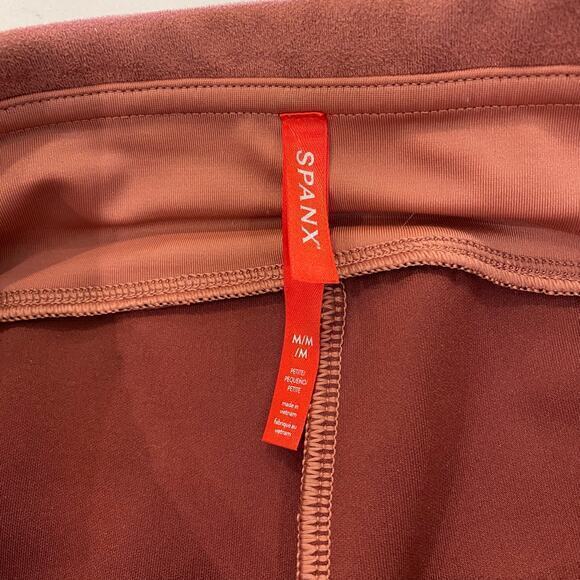 SPANX
M/M
/M
PETITE/
PEQUEÑO/
PETITE
made in
vietnam
fabriqué au
vietnam